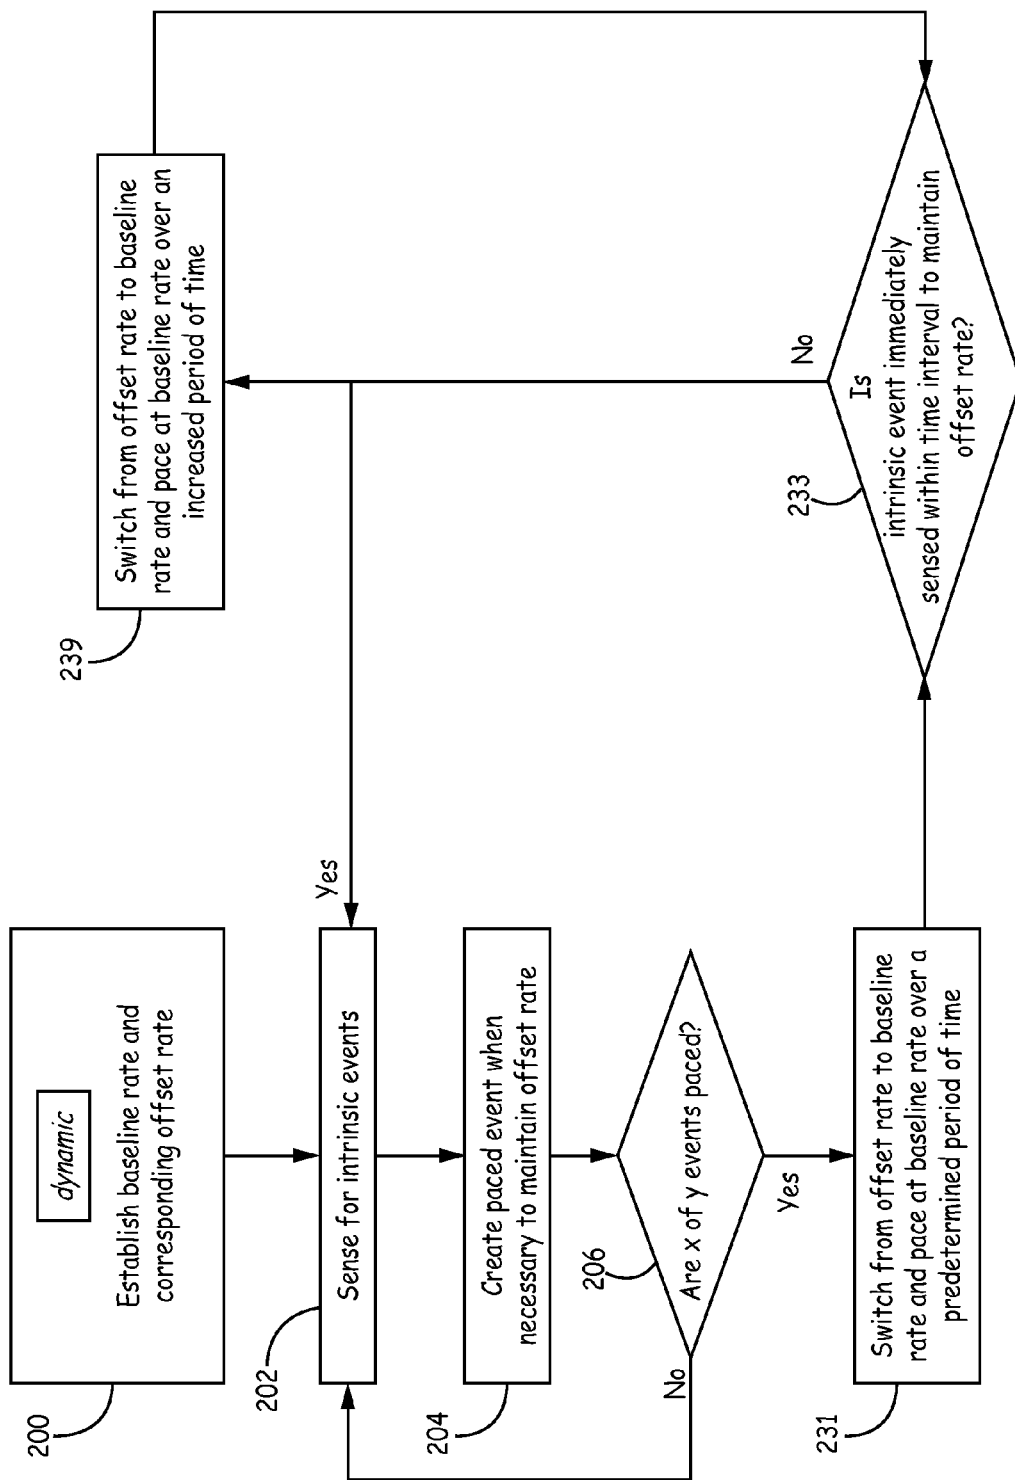 dynamic
Establish baseline rate and
corresponding offset rate
200
Sense for intrinsic events
202
Yes
Create paced event when
necessary to maintain offset rate
204
Are x of y events paced?
206
No
Yes
Switch from offset rate to baseline
rate and pace at baseline rate over a
predetermined period of time
231
Is
intrinsic event immediately
sensed within time interval to maintain
offset rate?
233
No
Switch from offset rate to baseline
rate and pace at baseline rate over an
increased period of time
239